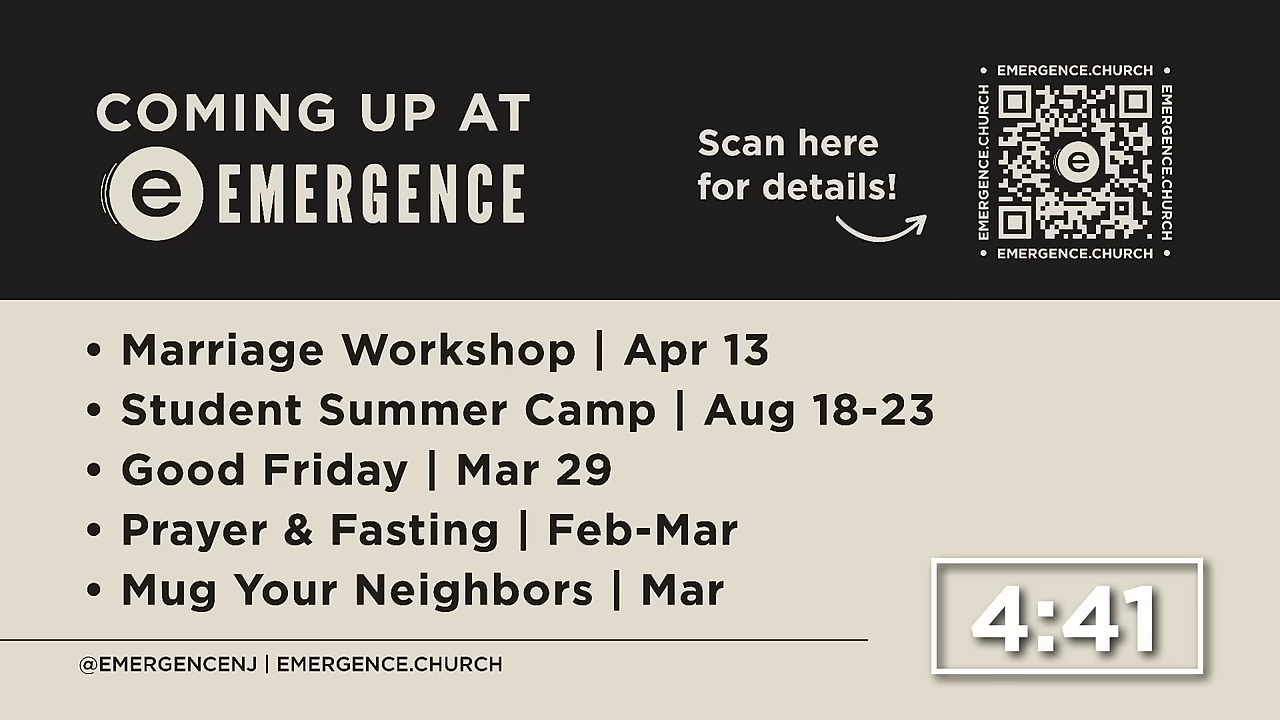 COMING UP AT
e EMERGENCE
Scan here
for details!
• EMERGENCE.CHURCH •
EMERGENCE.CHURCH
e
EMERGENCE.CHURCH
• EMERGENCE.CHURCH •
• Marriage Workshop | Apr 13
• Student Summer Camp | Aug 18-23
• Good Friday | Mar 29
• Prayer & Fasting | Feb-Mar
• Mug Your Neighbors | Mar
4:41
@EMERGENCENJ | EMERGENCE.CHURCH